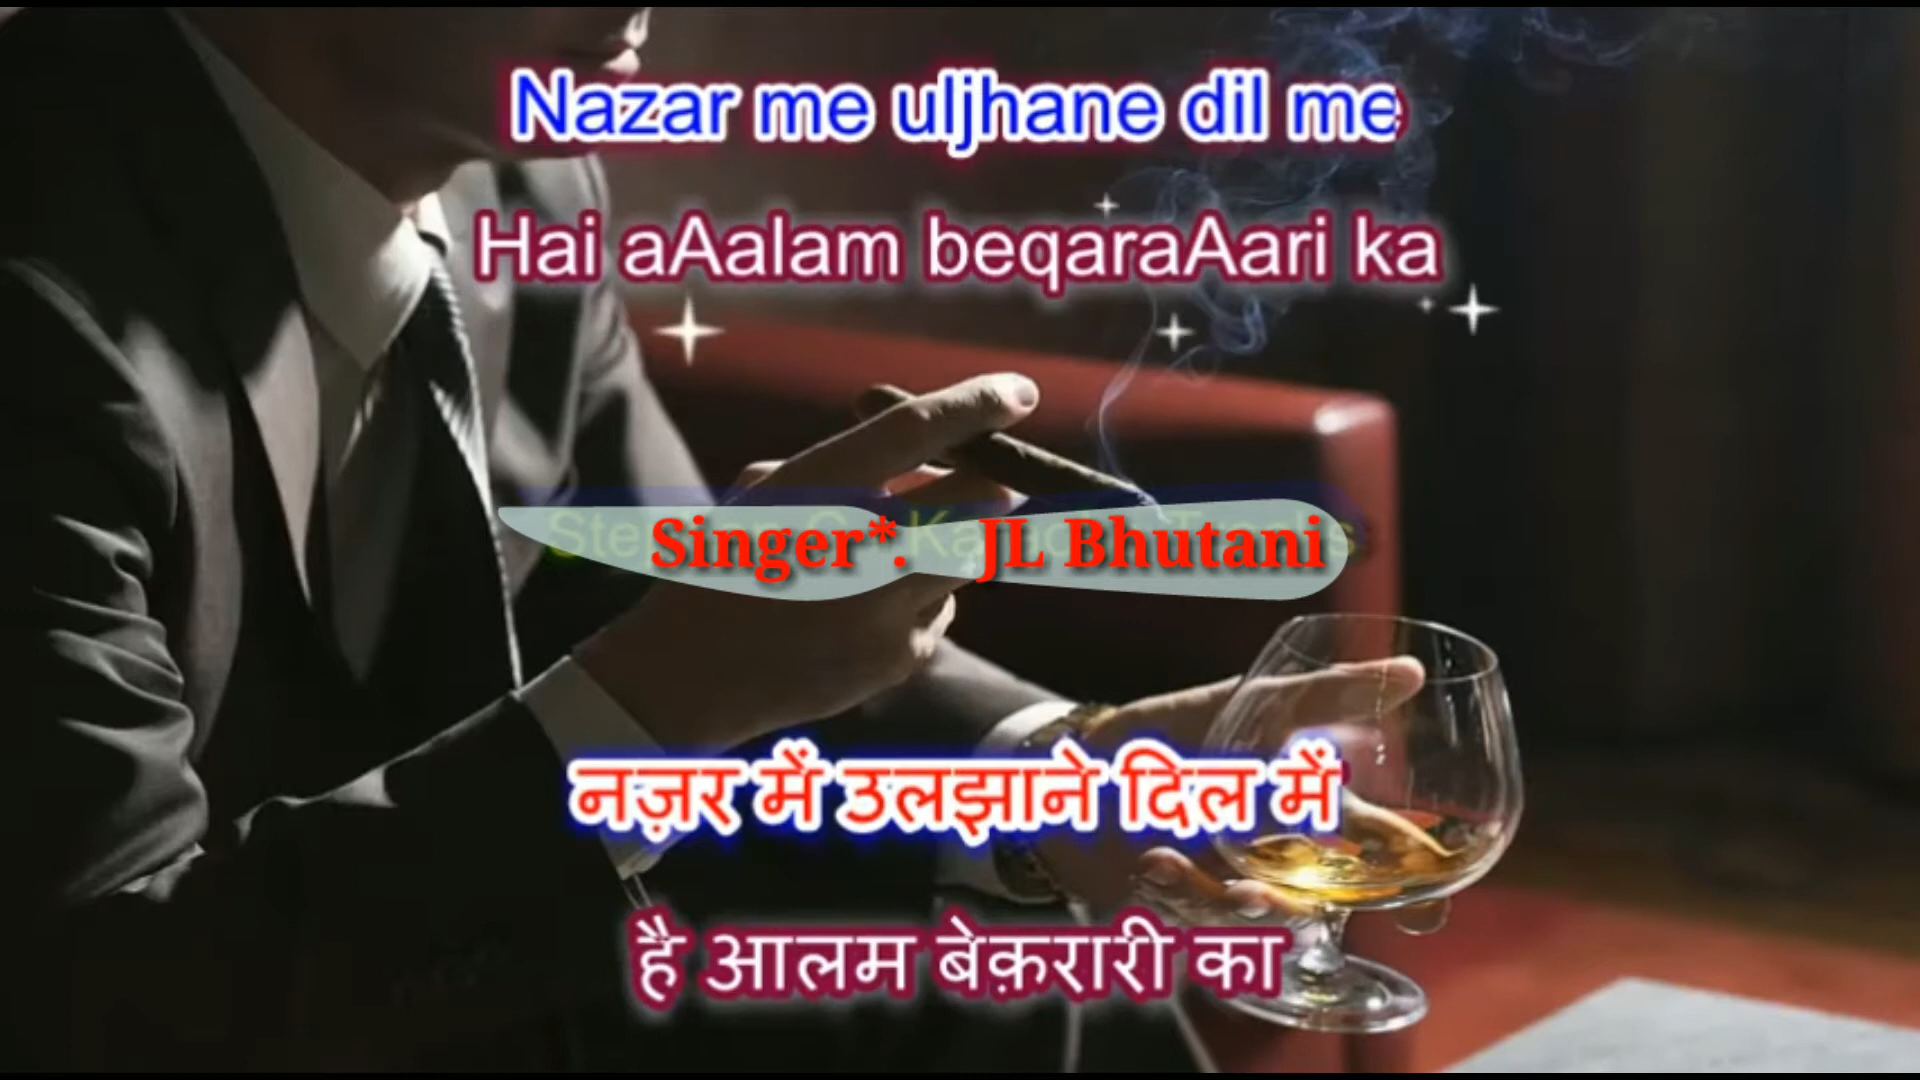 Nazar me uljhane dil me
Hai aAalam beqaraAari ka
Singer*. JL Bhutani
नज़र में उलझाने दिल में
है आलम बेक़रारी का